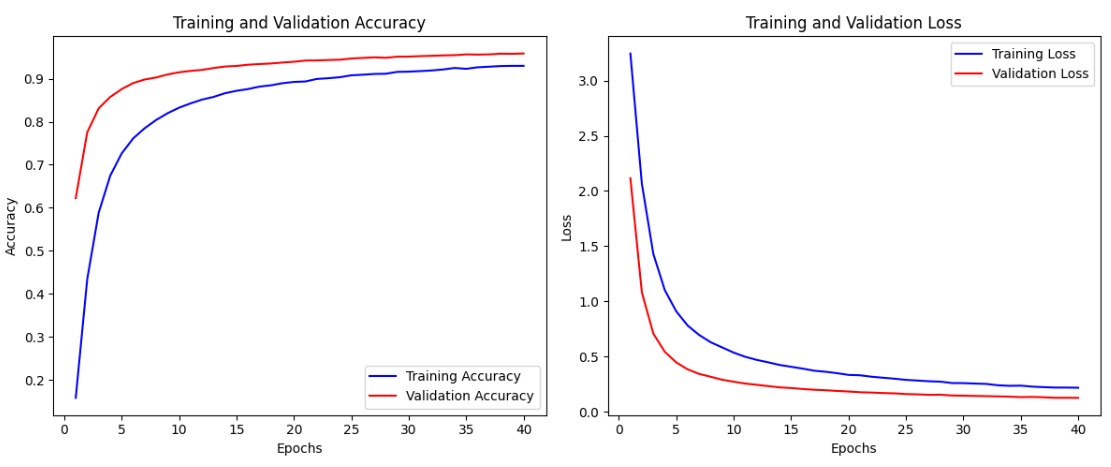 Training and Validation Accuracy
Accuracy
0.9
0.8
0.7
0.6
0.5
0.4
0.3
0.2
Training Accuracy
Validation Accuracy
0 5 10 15 20 25 30 35 40
Epochs
Training and Validation Loss
Loss
3.0
2.5
2.0
1.5
1.0
0.5
0.0
Training Loss
Validation Loss
0 5 10 15 20 25 30 35 40
Epochs